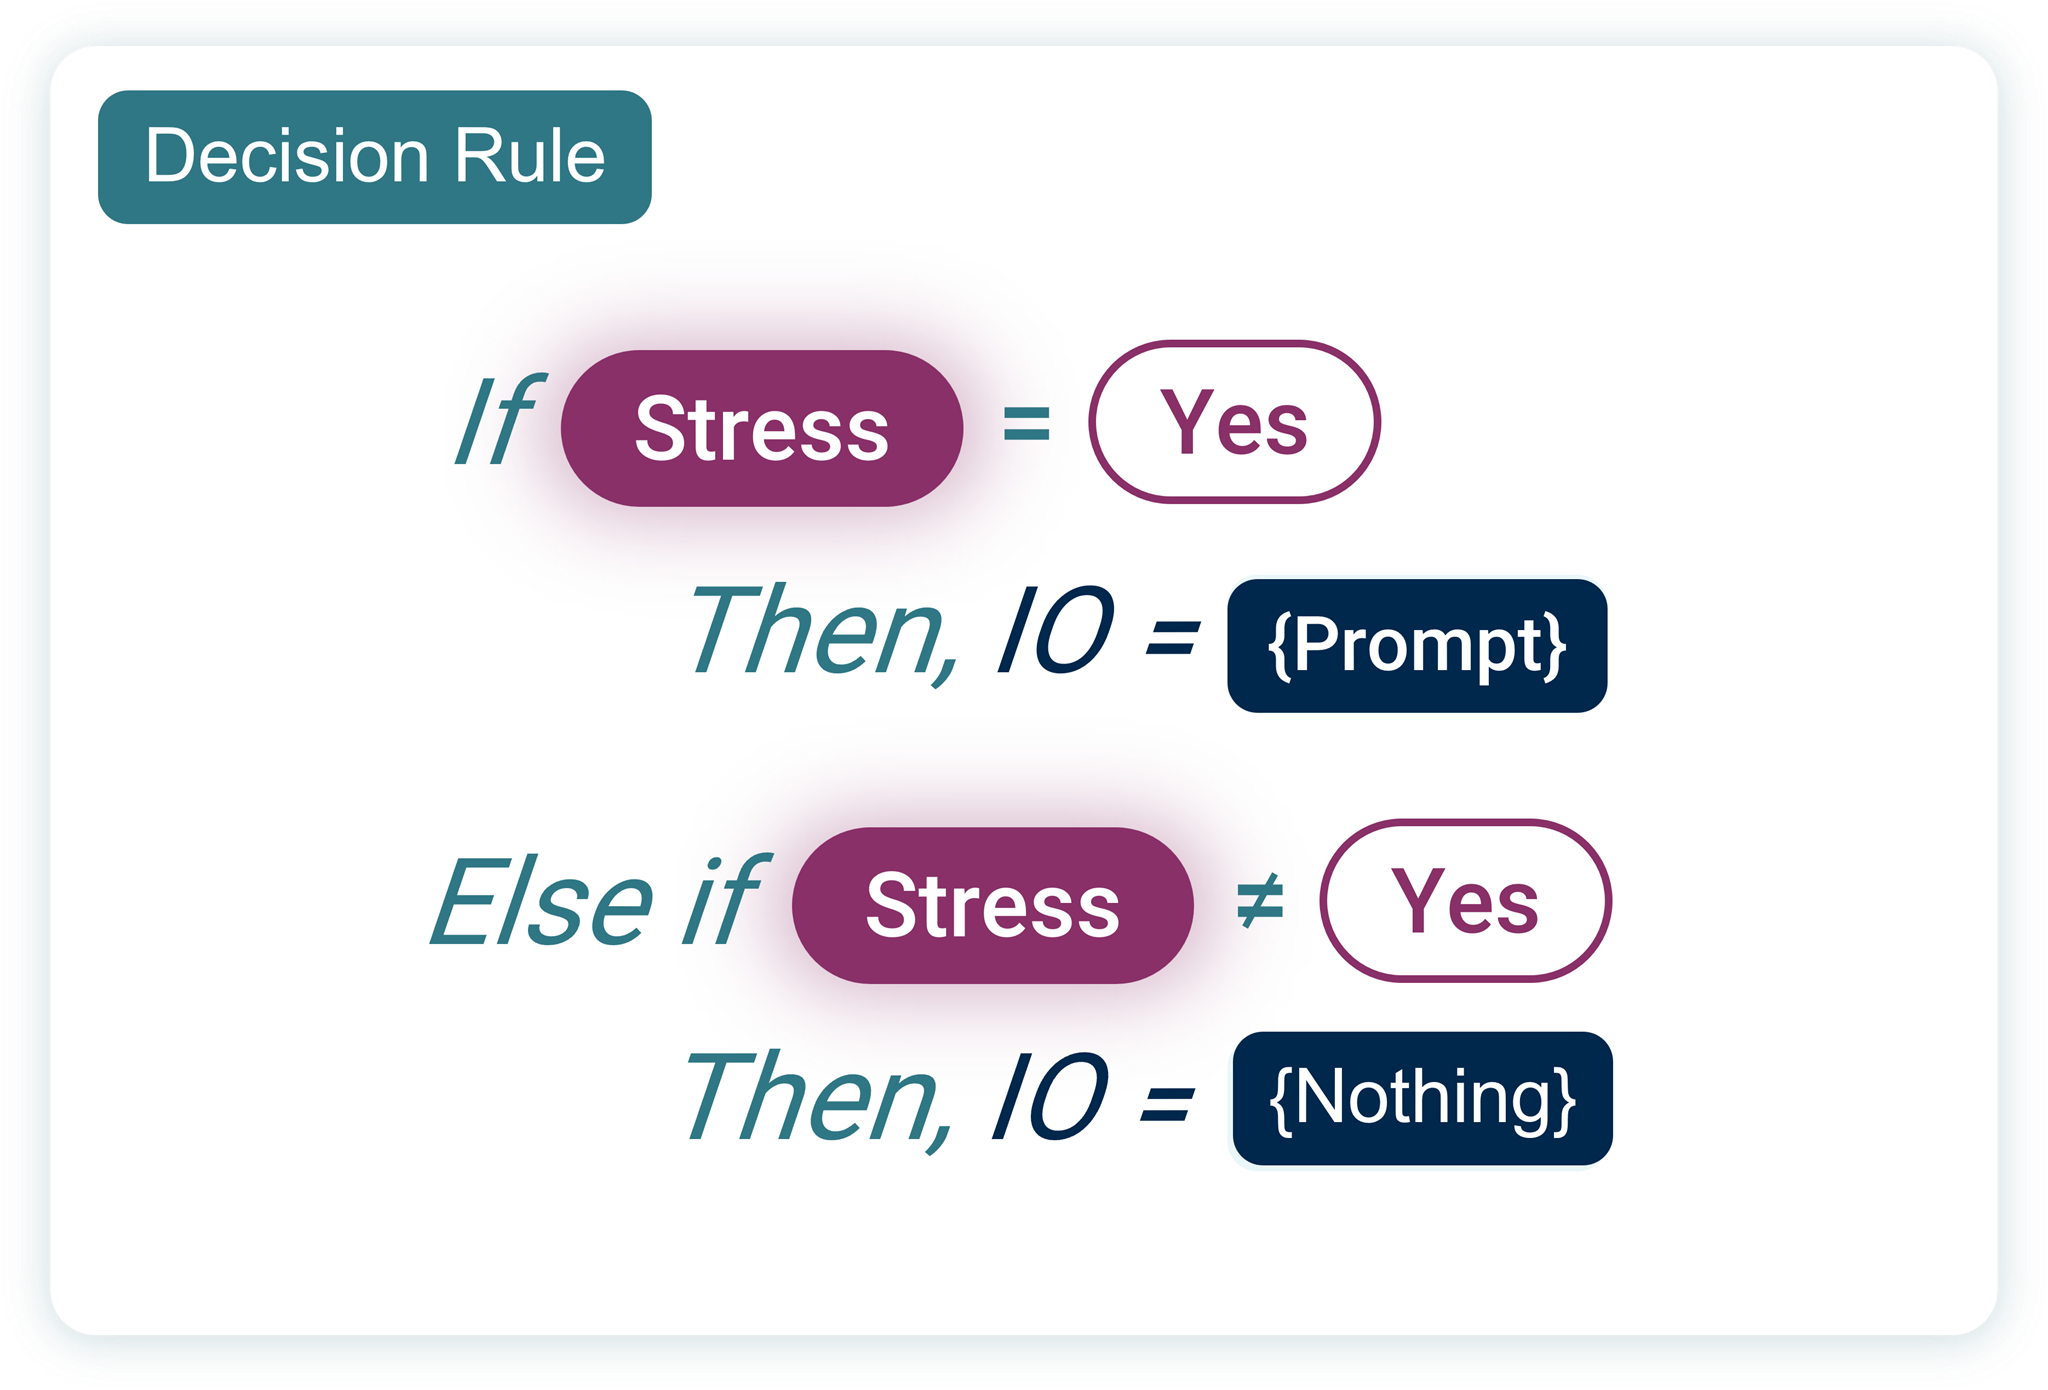 Decision Rule
If Stress = Yes
Then, IO = {Prompt}
Else if Stress ≠ Yes
Then, IO = {Nothing}